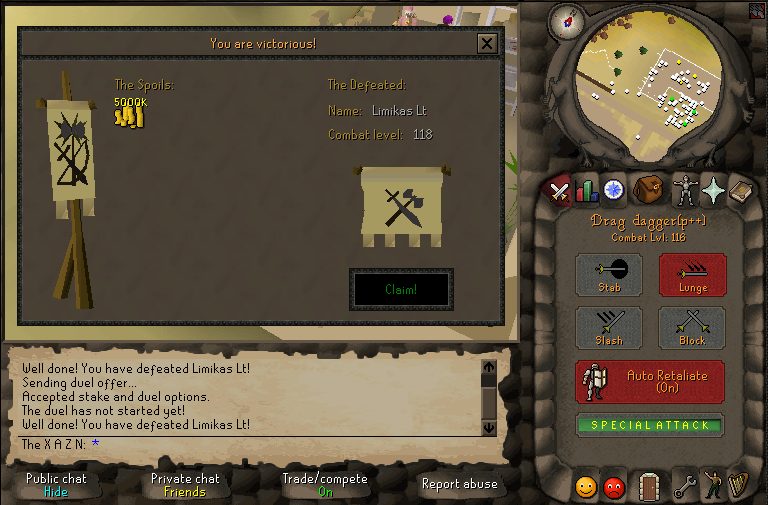 You are victorious!
The Spoils:
5000K
The Defeated:
Name: Limikas Lt
Combat level: 118
Claim!
Drag dagger(p++)
Combat Lvl: 116
Stab
Lunge
Slash
Block
Auto Retaliate
(On)
SPECIAL ATTACK
Well done! You have defeated Limikas Lt!
Sending duel offer...
Accepted stake and duel options.
The duel has not started yet!
Well done! You have defeated Limikas Lt!
The X A Z N: *
Public chat
Hide
Private chat
Friends
Trade/compete
On
Report abuse